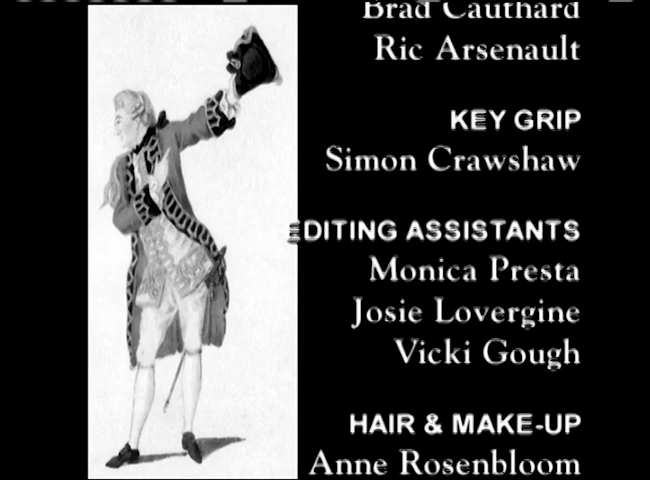 Brad Cauthard
Ric Arsenault
KEY GRIP
Simon Crawshaw
EDITING ASSISTANTS
Monica Presta
Josie Lovergine
Vicki Gough
HAIR & MAKE-UP
Anne Rosenbloom